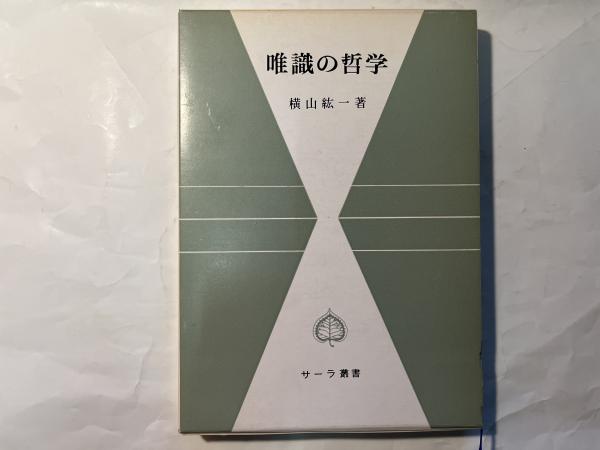 唯識の哲学
横山紘一著
サーラ叢書